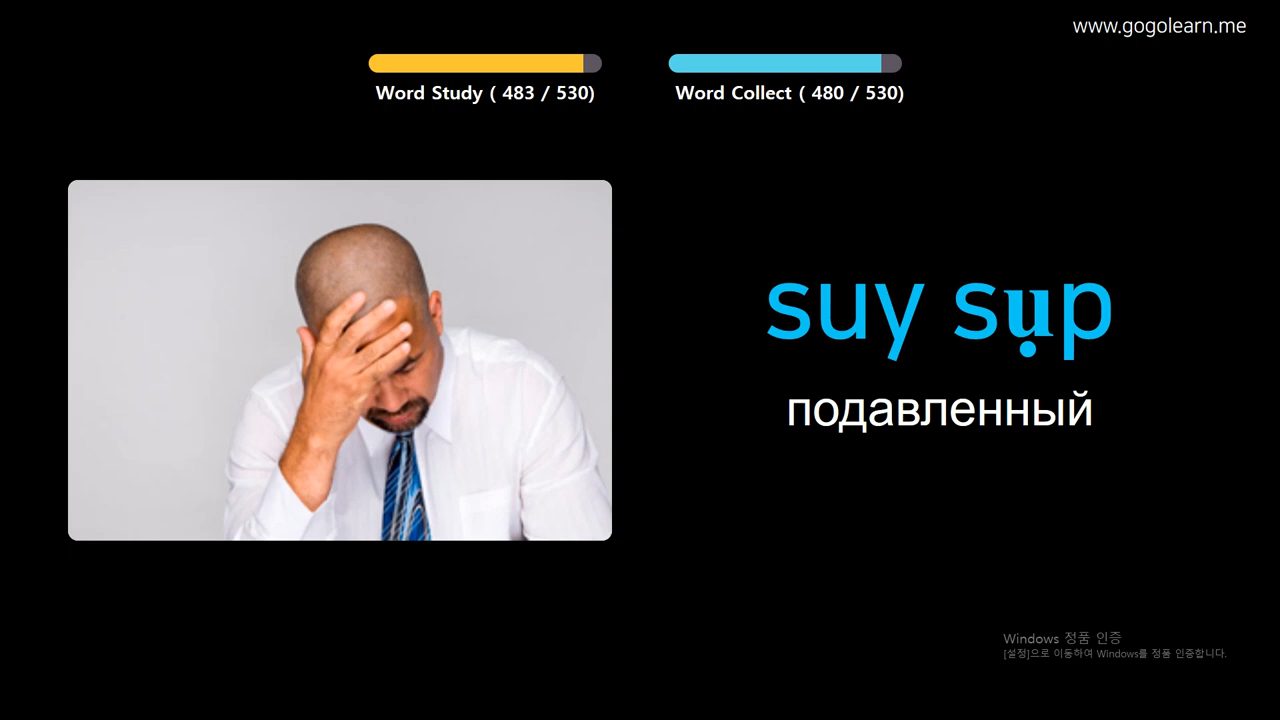 www.gogolearn.me
Word Study ( 483 / 530)
Word Collect ( 480 / 530)
suy sụp
подавленный
Windows 정품 인증
[설정]으로 이동하여 Windows를 정품 인증합니다.